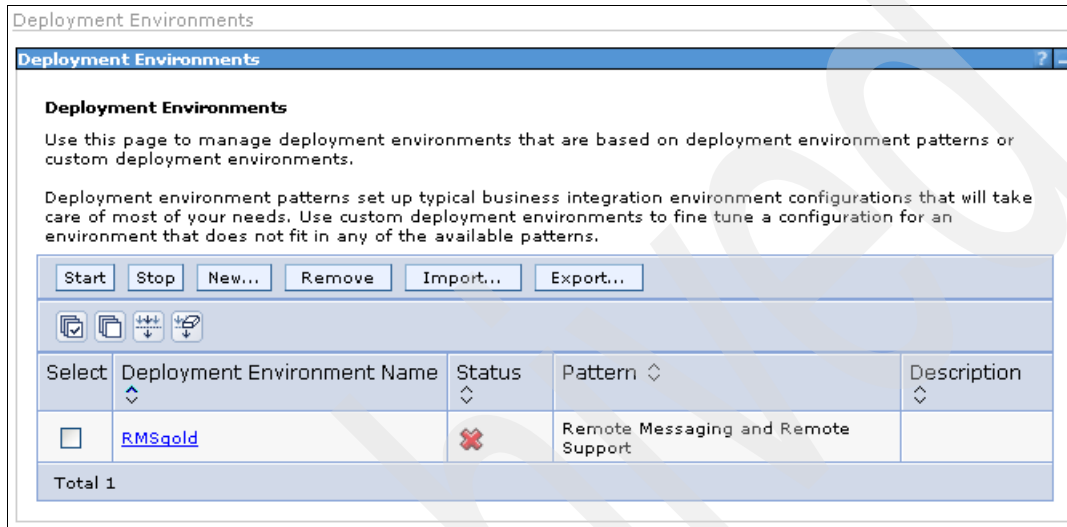 Deployment Environments
Deployment Environments ? _
Deployment Environments
Use this page to manage deployment environments that are based on deployment environment patterns or
custom deployment environments.
Deployment environment patterns set up typical business integration environment configurations that will take
care of most of your needs. Use custom deployment environments to fine tune a configuration for an
environment that does not fit in any of the available patterns.
Start Stop New... Remove Import... Export...
Select Deployment Environment Name Status Pattern Description
RMSgold Remote Messaging and Remote
Support
Total 1